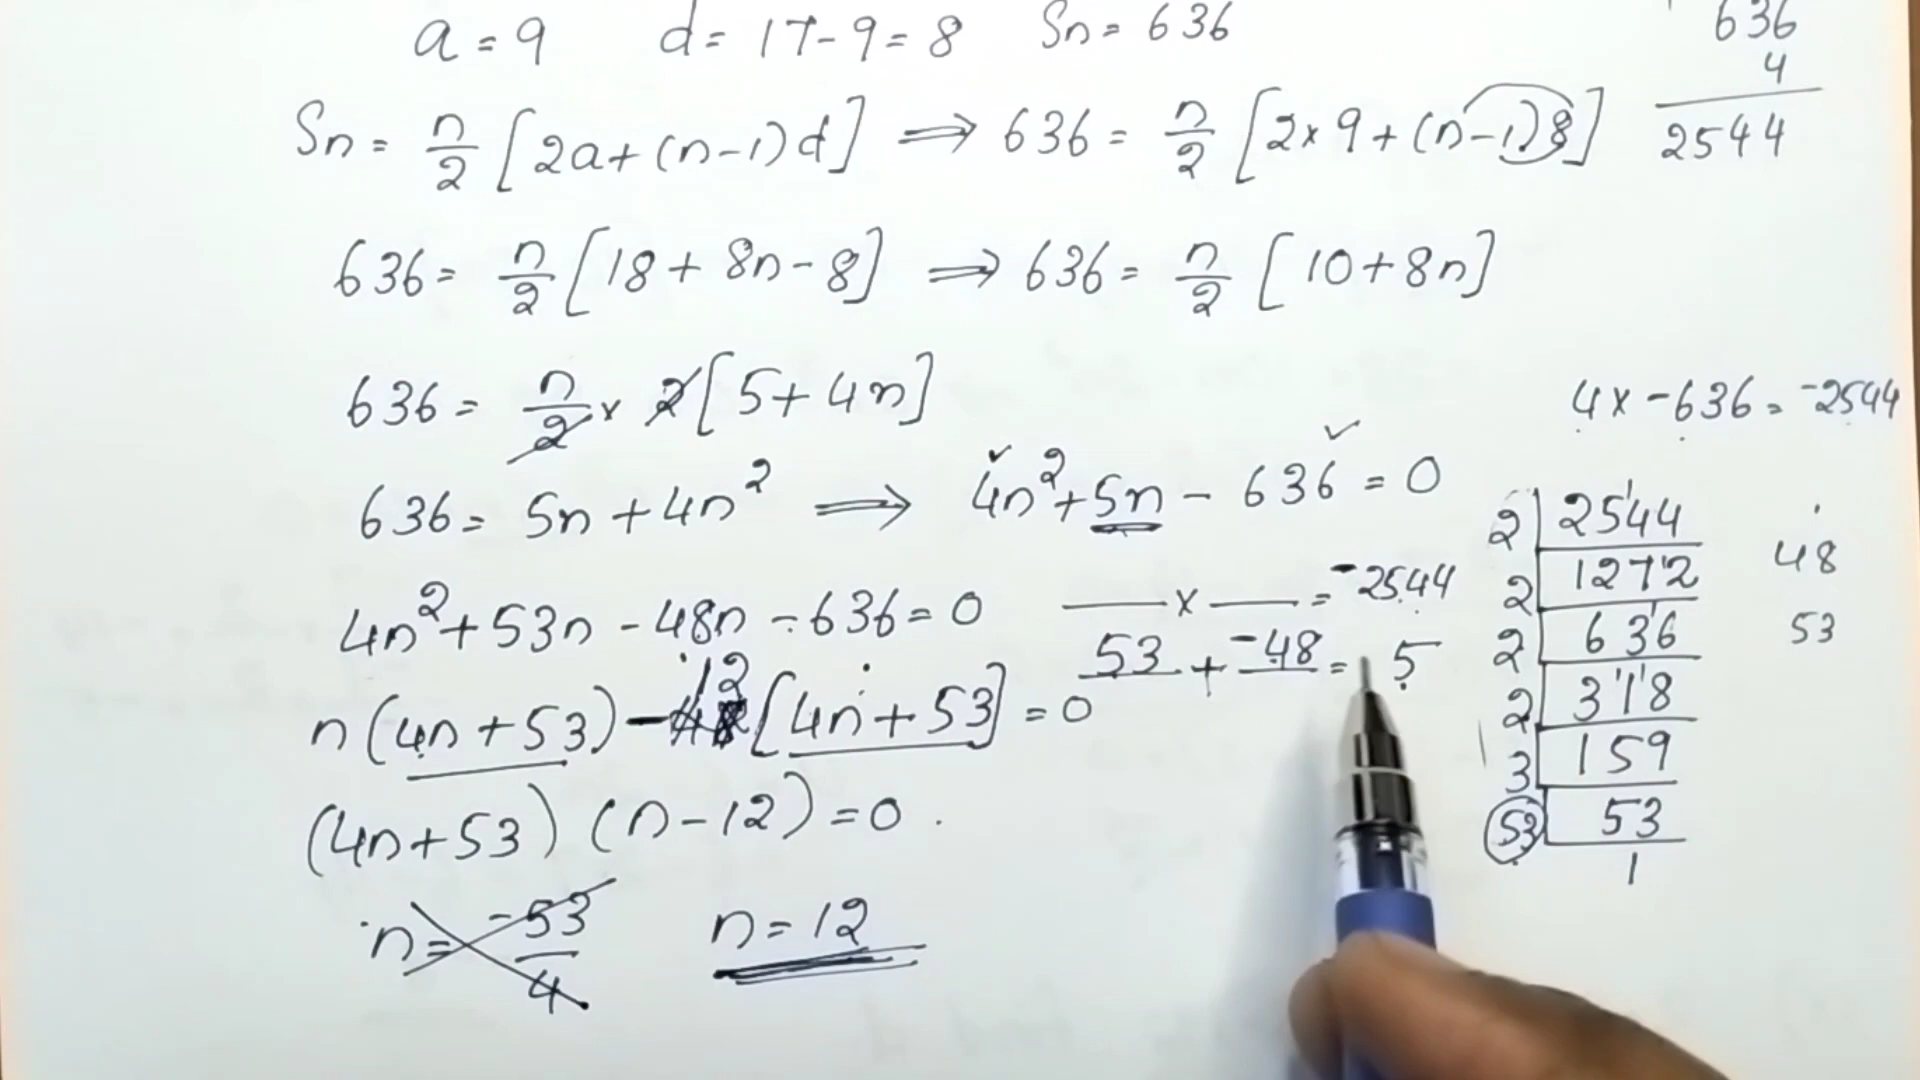 a = 9 d = 17 - 9 = 8 Sn = 636
Sn = n/2 [2a + (n-1)d] ⟹ 636 = n/2 [2×9 + (n-1)8]
636 = n/2 [18 + 8n - 8] ⟹ 636 = n/2 [10 + 8n]
636 = n/2 × 2 [5 + 4n]
636 = 5n + 4n² ⟹ 4n² + 5n - 636 = 0
4n² + 53n - 48n - 636 = 0
n(4n + 53) - 12 [4n + 53] = 0
(4n + 53) (n - 12) = 0
n = -53/4 n = 12
___ × ___ = -2544
53 + -48 = 5
636
4
2544
4 × -636 = -2544
2 | 2544
2 | 1272
2 | 636
2 | 318
3 | 159
53 | 53
1
48
53